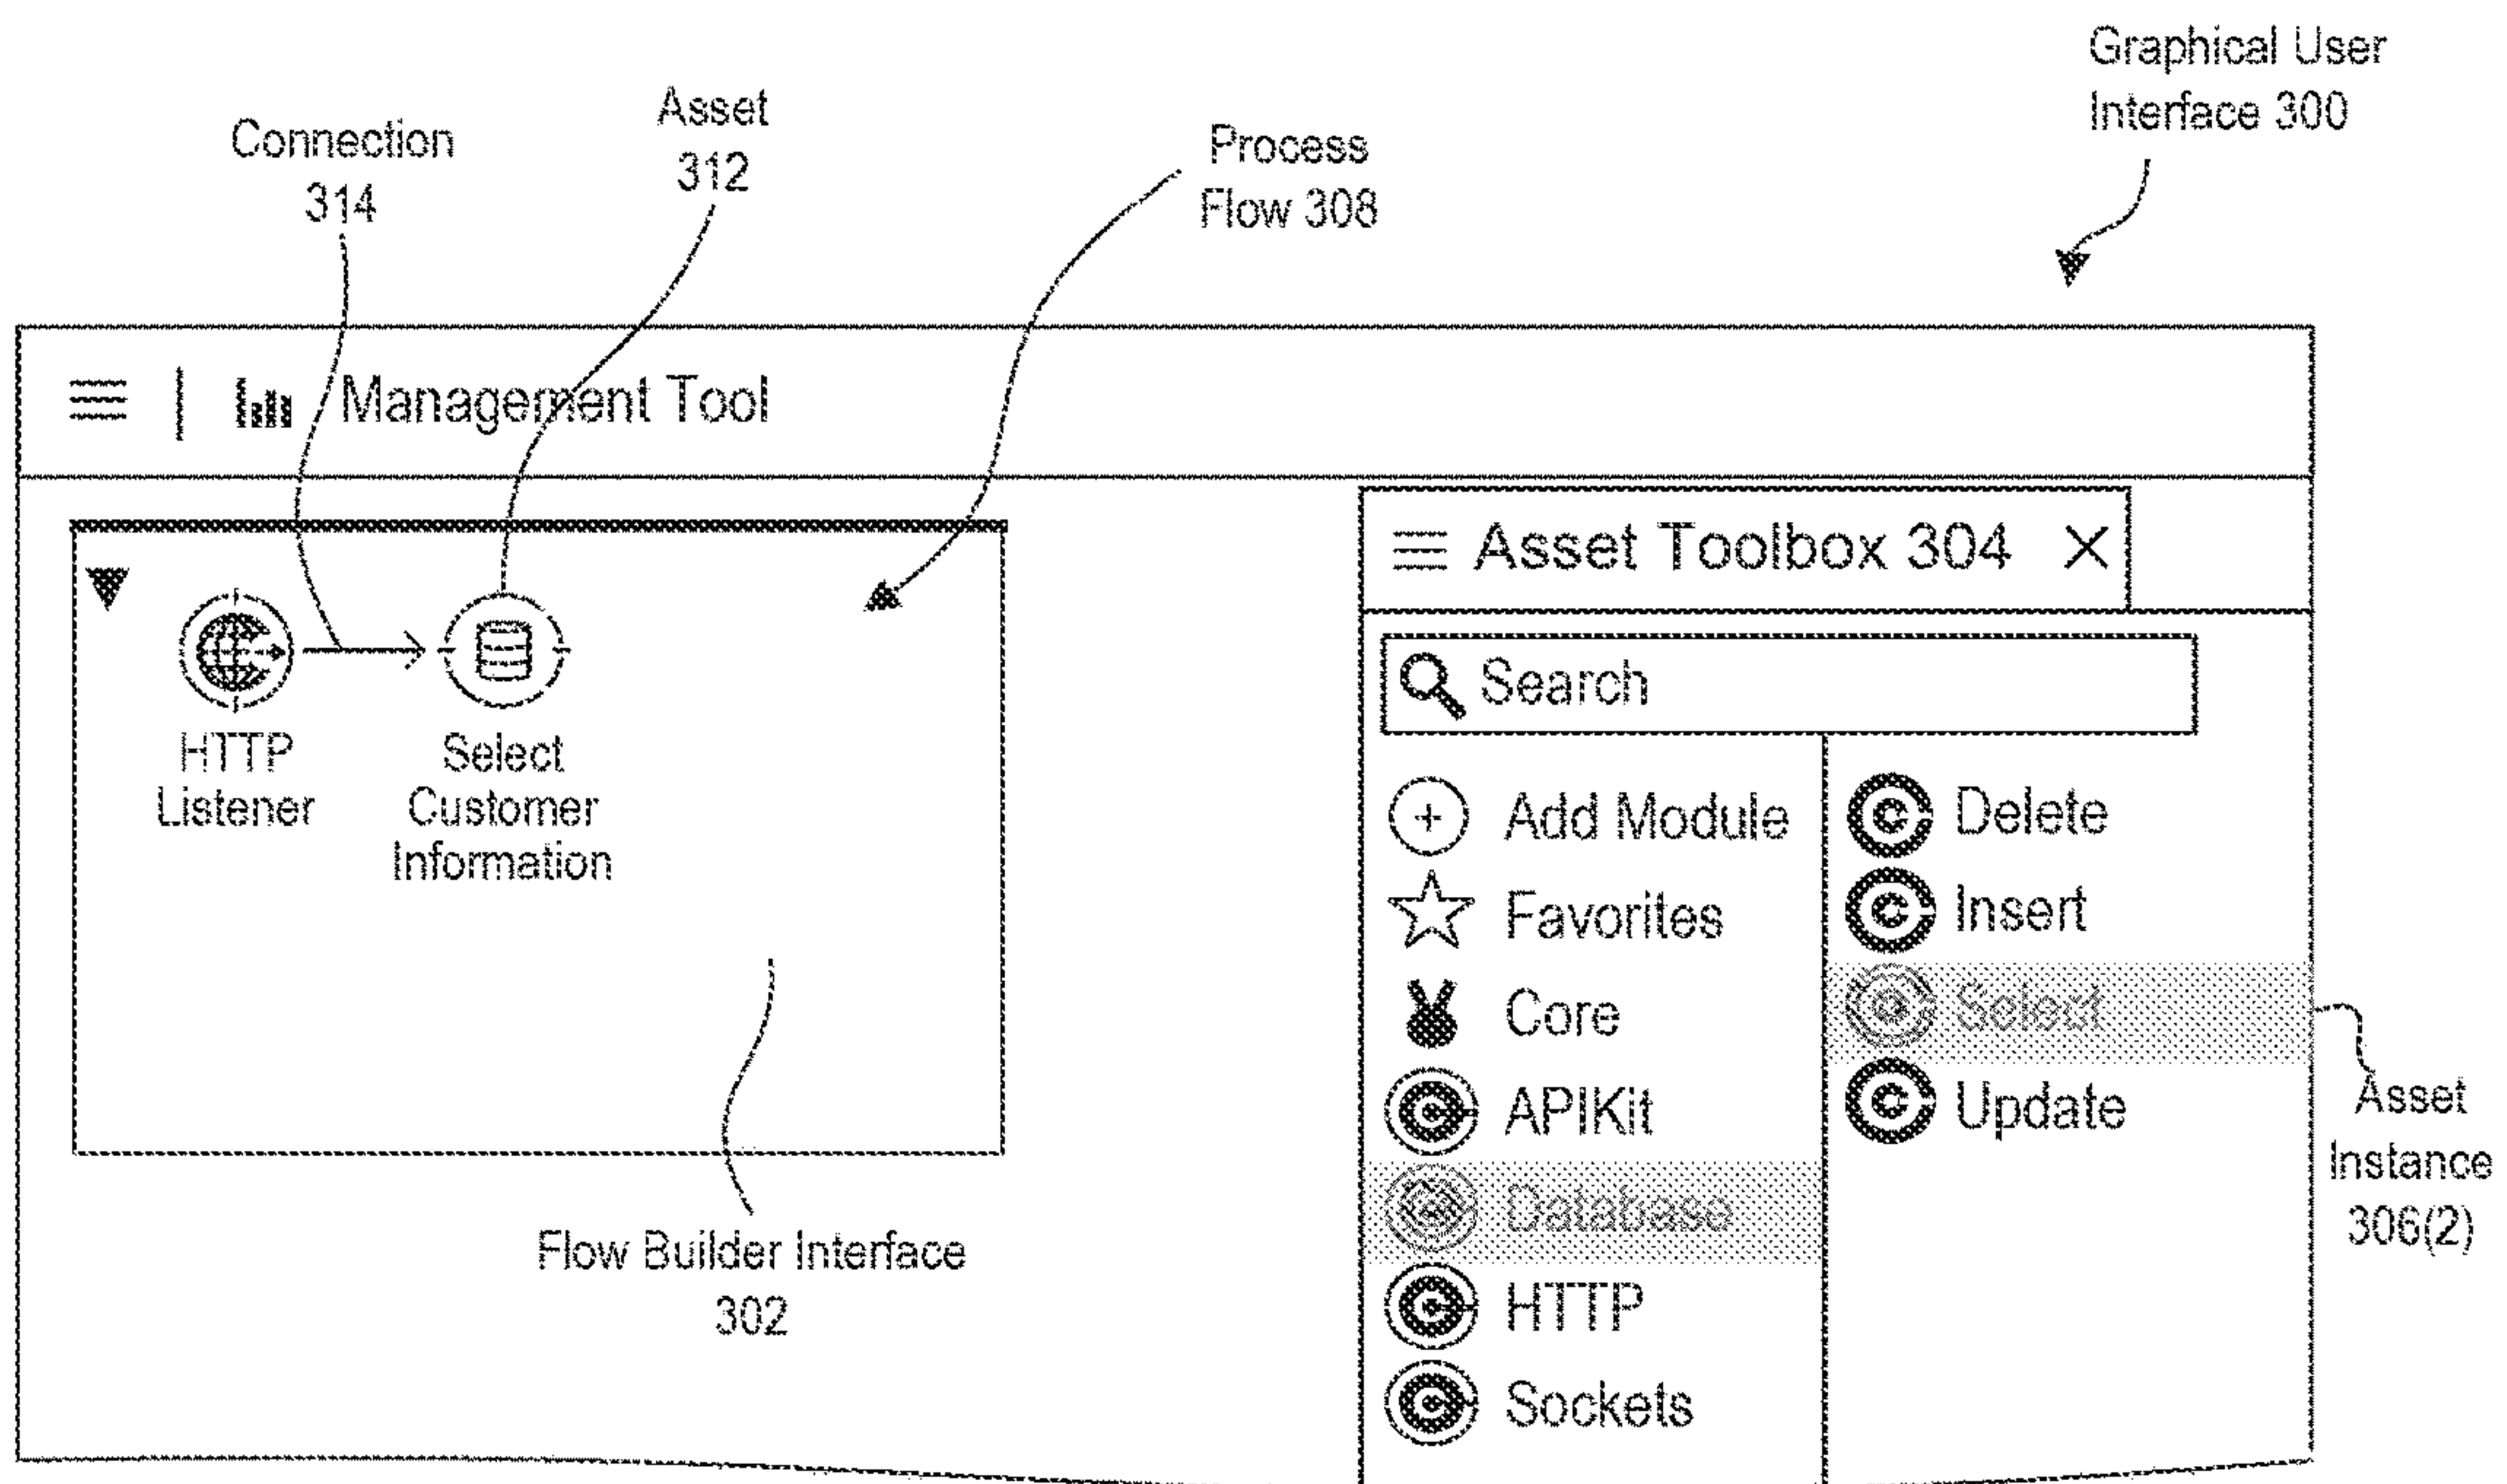 Graphical User
Interface 300
Connection
314
Asset
312
Process
Flow 308
Management Tool
HTTP
Listener
Select
Customer
Information
Flow Builder Interface
302
Asset Toolbox 304
Search
Add Module
Favorites
Core
APIKit
Database
HTTP
Sockets
Delete
Insert
Select
Update
Asset
Instance
306(2)